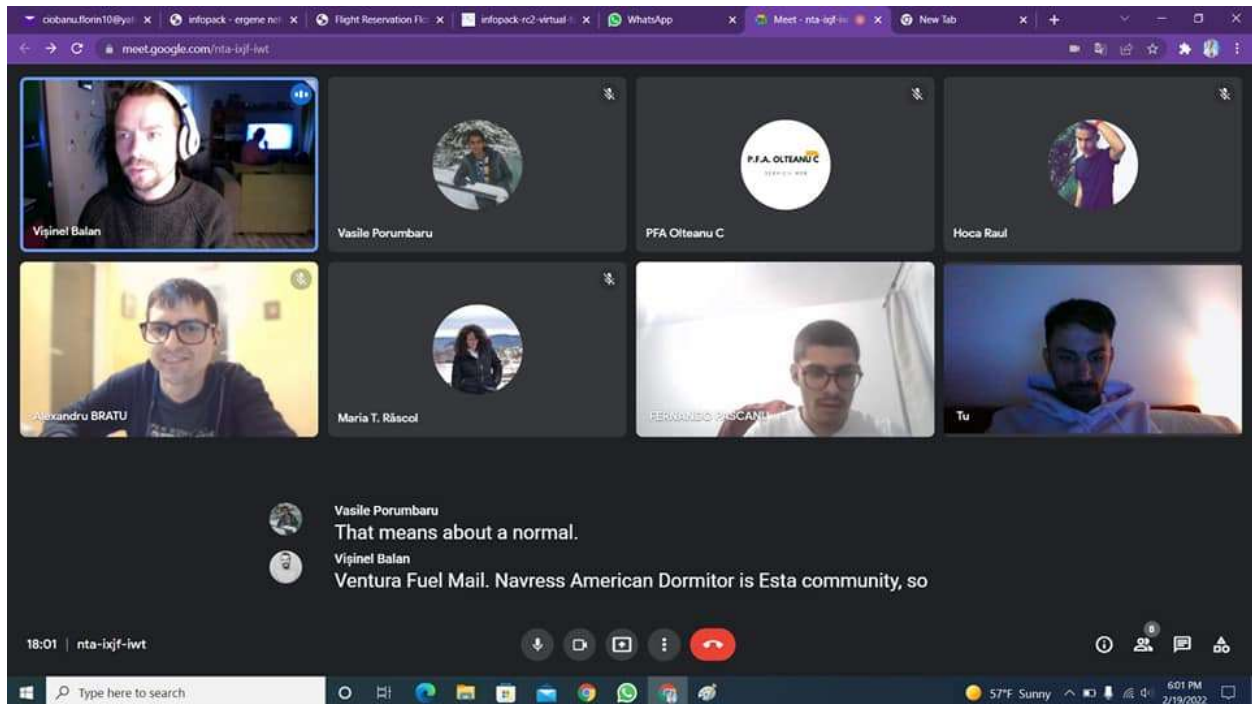 ciobanu.florin10@ya
infopack - ergene ne
Flight Reservation Flo
infopack-rc2-virtual-
WhatsApp
Meet - nta-ixjf-iw
New Tab
meet.google.com/nta-ixjf-iwt
P.F.A. OLTEANU C
Vișinel Balan
Vasile Porumbaru
PFA Olteanu C
Hoca Raul
Alexandru BRATU
Maria T. Răscol
FERNANDO PASCANU
Tu
Vasile Porumbaru
That means about a normal.
Vișinel Balan
Ventura Fuel Mail. Navress American Dormitor is Esta community, so
18:01 | nta-ixjf-iwt
8
Type here to search
57°F Sunny
6:01 PM
2/19/2022